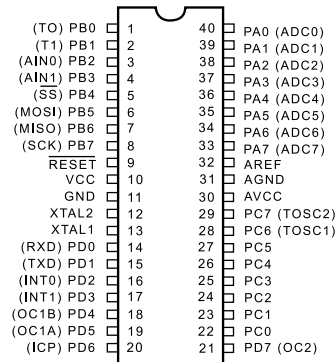 (TO) PB0 1 40 PA0 (ADC0)
(T1) PB1 2 39 PA1 (ADC1)
(AIN0) PB2 3 38 PA2 (ADC2)
(AIN1) PB3 4 37 PA3 (ADC3)
(SS) PB4 5 36 PA4 (ADC4)
(MOSI) PB5 6 35 PA5 (ADC5)
(MISO) PB6 7 34 PA6 (ADC6)
(SCK) PB7 8 33 PA7 (ADC7)
RESET 9 32 AREF
VCC 10 31 AGND
GND 11 30 AVCC
XTAL2 12 29 PC7 (TOSC2)
XTAL1 13 28 PC6 (TOSC1)
(RXD) PD0 14 27 PC5
(TXD) PD1 15 26 PC4
(INT0) PD2 16 25 PC3
(INT1) PD3 17 24 PC2
(OC1B) PD4 18 23 PC1
(OC1A) PD5 19 22 PC0
(ICP) PD6 20 21 PD7 (OC2)